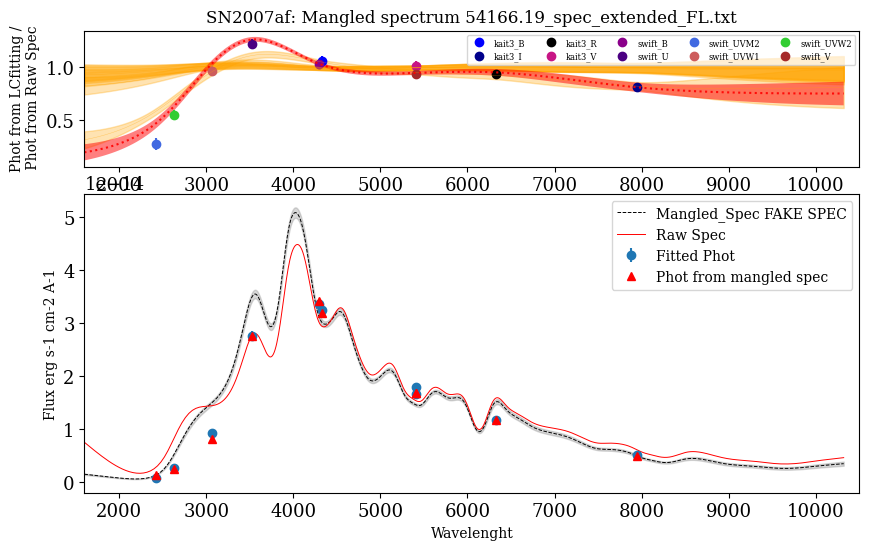 SN2007af: Mangled spectrum 54166.19_spec_extended_FL.txt
Phot from LCfitting /
Phot from Raw Spec
1.0
0.5
kait3_B kait3_R swift_B swift_UVM2 swift_UVW2
kait3_I kait3_V swift_U swift_UVW1 swift_V
2000 3000 4000 5000 6000 7000 8000 9000 10000
1e−14
Flux erg s-1 cm-2 A-1
5
4
3
2
1
0
Mangled_Spec FAKE SPEC
Raw Spec
Fitted Phot
Phot from mangled spec
2000 3000 4000 5000 6000 7000 8000 9000 10000
Wavelenght